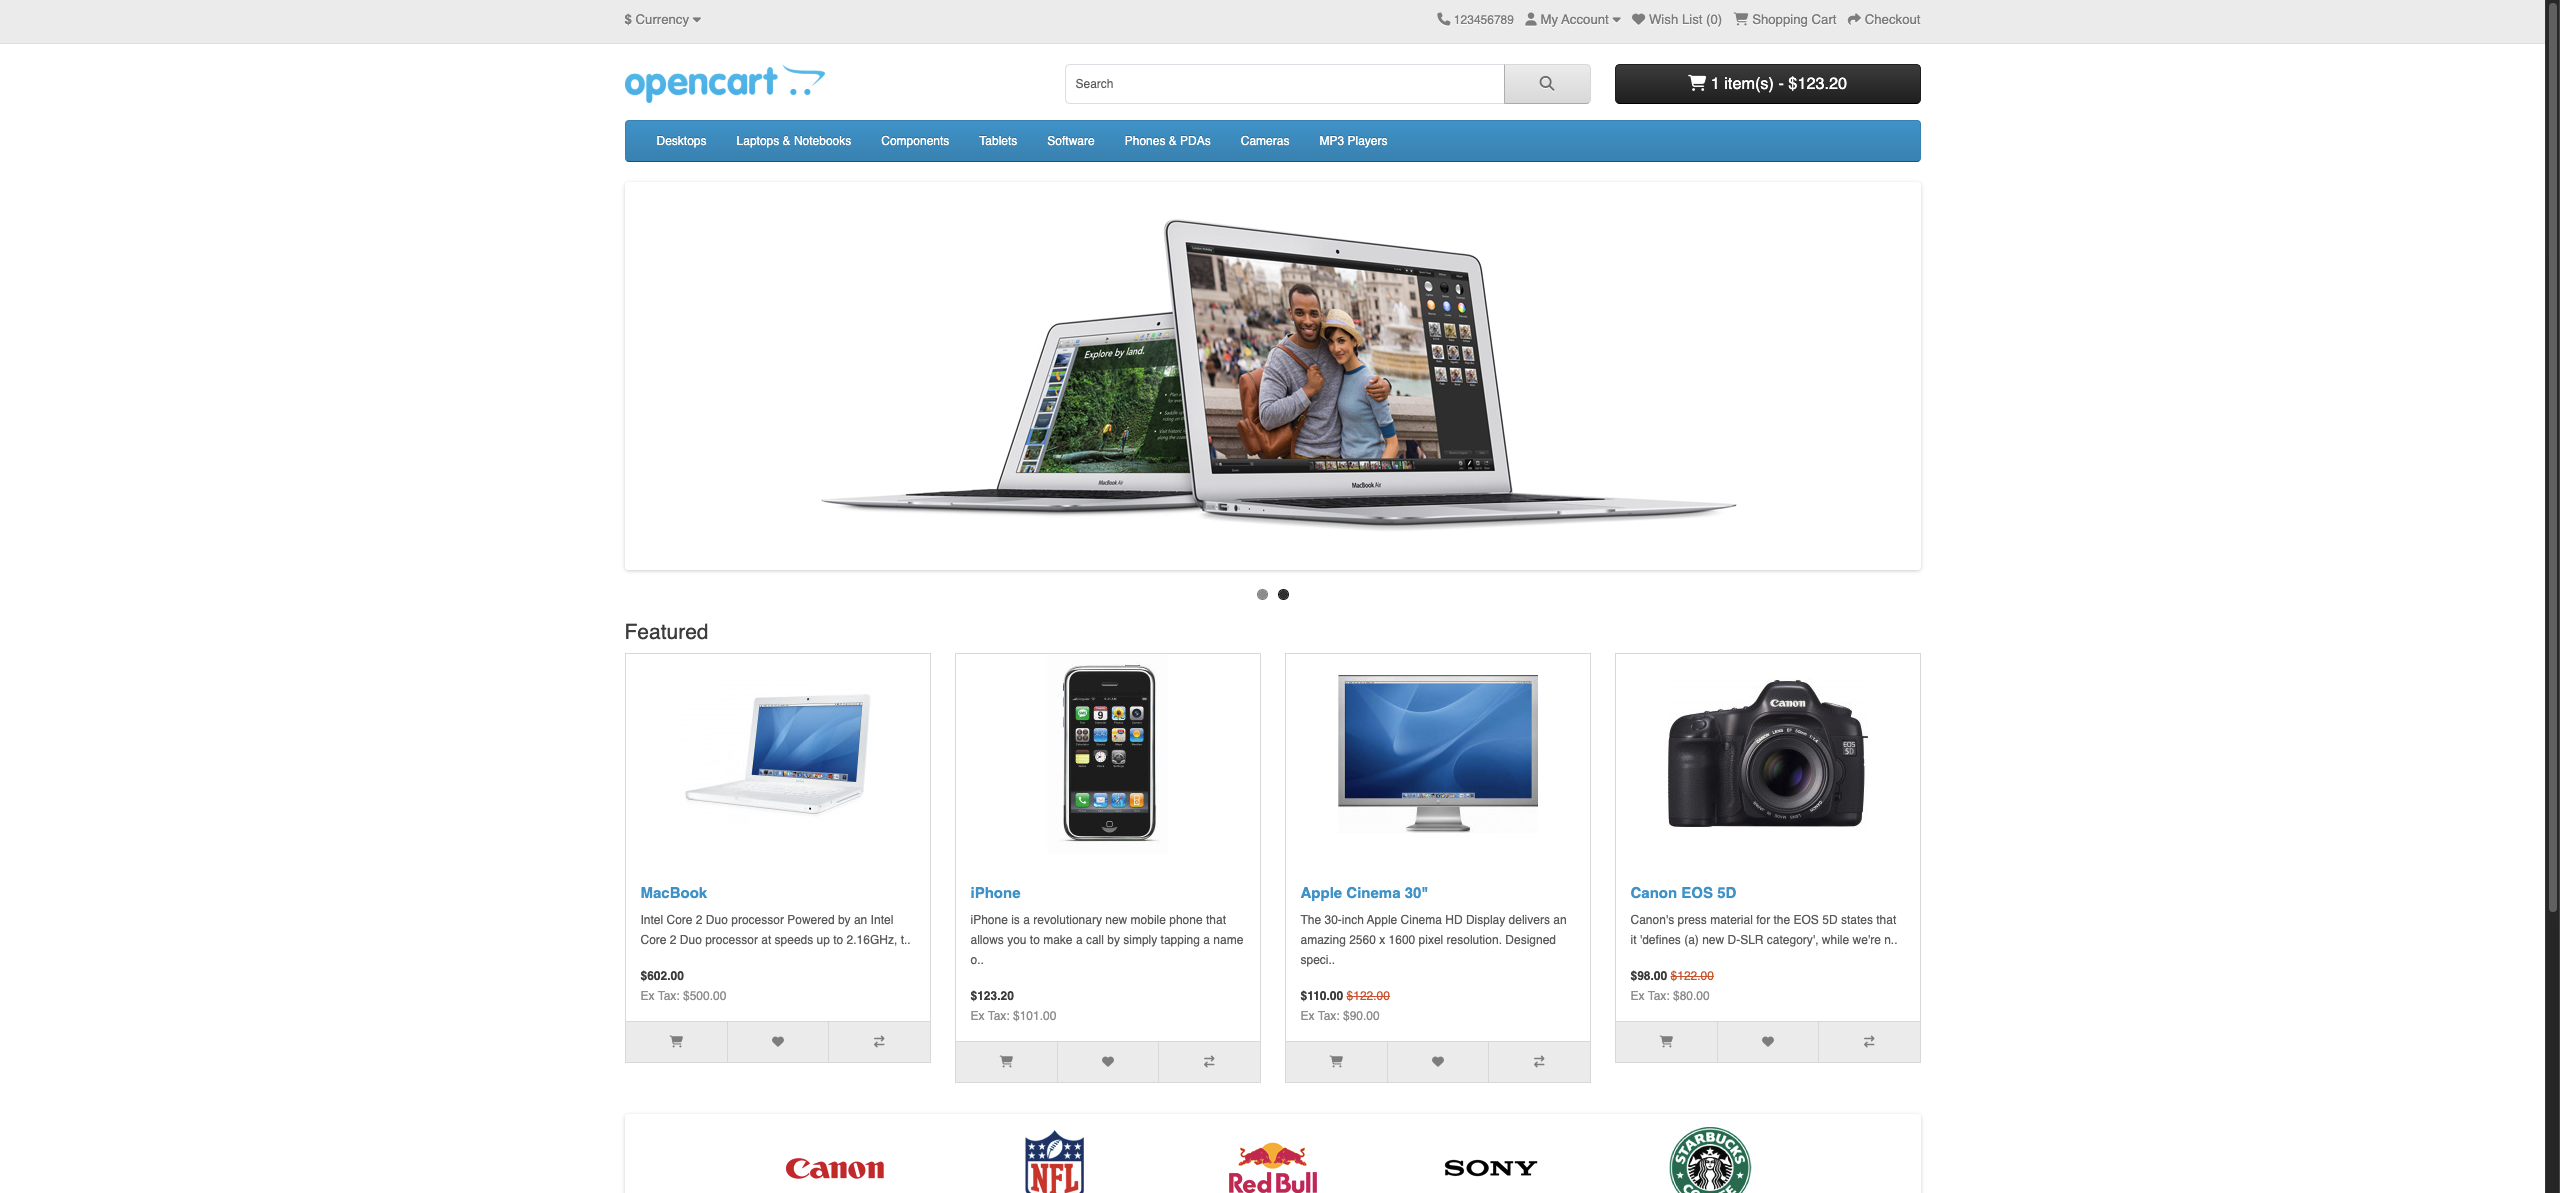 $ Currency
123456789 My Account Wish List (0) Shopping Cart Checkout
opencart
Search
1 item(s) - $123.20
Desktops Laptops & Notebooks Components Tablets Software Phones & PDAs Cameras MP3 Players
Explore by land.
MacBook Air
MacBook Air
Featured
Canon
EOS 5D
MacBook
Intel Core 2 Duo processor Powered by an Intel
Core 2 Duo processor at speeds up to 2.16GHz, t..
$602.00
Ex Tax: $500.00
iPhone
iPhone is a revolutionary new mobile phone that
allows you to make a call by simply tapping a name
o..
$123.20
Ex Tax: $101.00
Apple Cinema 30"
The 30-inch Apple Cinema HD Display delivers an
amazing 2560 x 1600 pixel resolution. Designed
speci..
$110.00 $122.00
Ex Tax: $90.00
Canon EOS 5D
Canon's press material for the EOS 5D states that
it 'defines (a) new D-SLR category', while we're n..
$98.00 $122.00
Ex Tax: $80.00
Canon
NFL
Red Bull
SONY
STARBUCKS